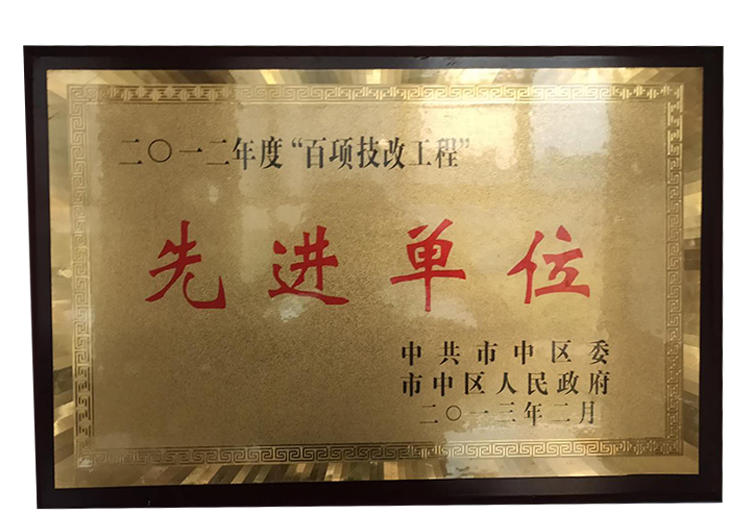 二〇一二年度“百项技改工程”
先进单位
中共市中区委
市中区人民政府
二〇一三年二月